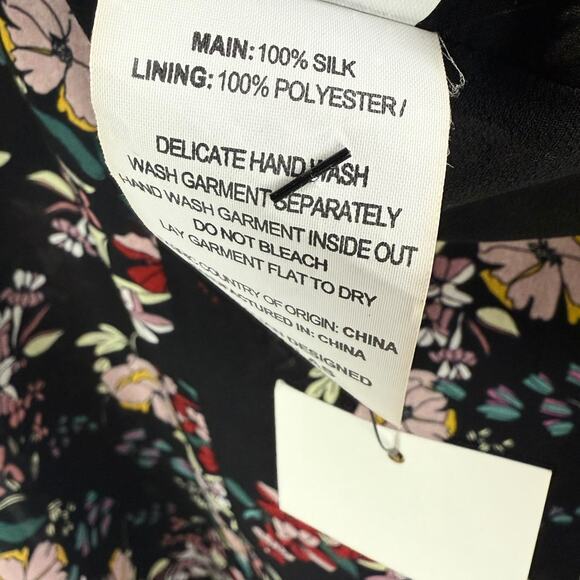 MAIN: 100% SILK
LINING: 100% POLYESTER /
DELICATE HAND WASH
WASH GARMENT SEPARATELY
HAND WASH GARMENT INSIDE OUT
DO NOT BLEACH
LAY GARMENT FLAT TO DRY
COUNTRY OF ORIGIN: CHINA
IN: CHINA
DESIGNED